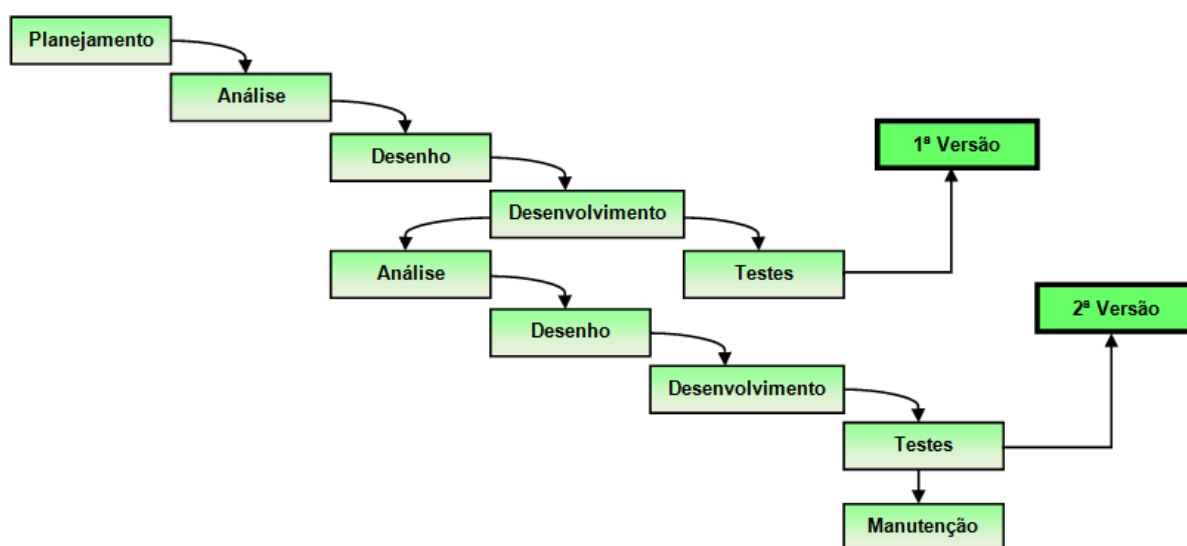 Planejamento
Análise
Desenho
1ª Versão
Desenvolvimento
Análise
Testes
2ª Versão
Desenho
Desenvolvimento
Testes
Manutenção